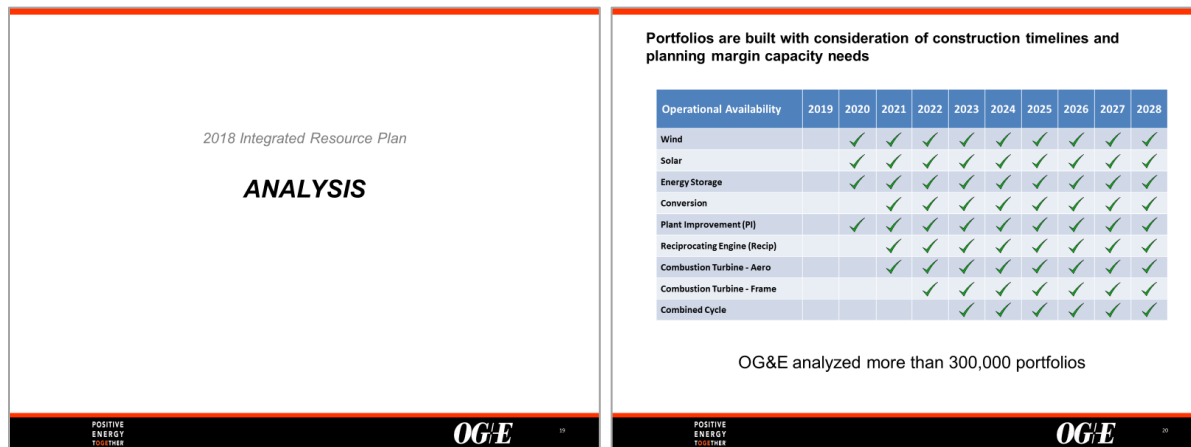 2018 Integrated Resource Plan
ANALYSIS
POSITIVE
ENERGY
TOGETHER
OG&E
19
Portfolios are built with consideration of construction timelines and
planning margin capacity needs
Operational Availability 2019 2020 2021 2022 2023 2024 2025 2026 2027 2028
Wind ✓ ✓ ✓ ✓ ✓ ✓ ✓ ✓ ✓
Solar ✓ ✓ ✓ ✓ ✓ ✓ ✓ ✓ ✓
Energy Storage ✓ ✓ ✓ ✓ ✓ ✓ ✓ ✓ ✓
Conversion ✓ ✓ ✓ ✓ ✓ ✓ ✓ ✓
Plant Improvement (PI) ✓ ✓ ✓ ✓ ✓ ✓ ✓ ✓ ✓
Reciprocating Engine (Recip) ✓ ✓ ✓ ✓ ✓ ✓ ✓ ✓
Combustion Turbine - Aero ✓ ✓ ✓ ✓ ✓ ✓ ✓ ✓
Combustion Turbine - Frame ✓ ✓ ✓ ✓ ✓ ✓ ✓
Combined Cycle ✓ ✓ ✓ ✓ ✓ ✓
OG&E analyzed more than 300,000 portfolios
POSITIVE
ENERGY
TOGETHER
OG&E
20